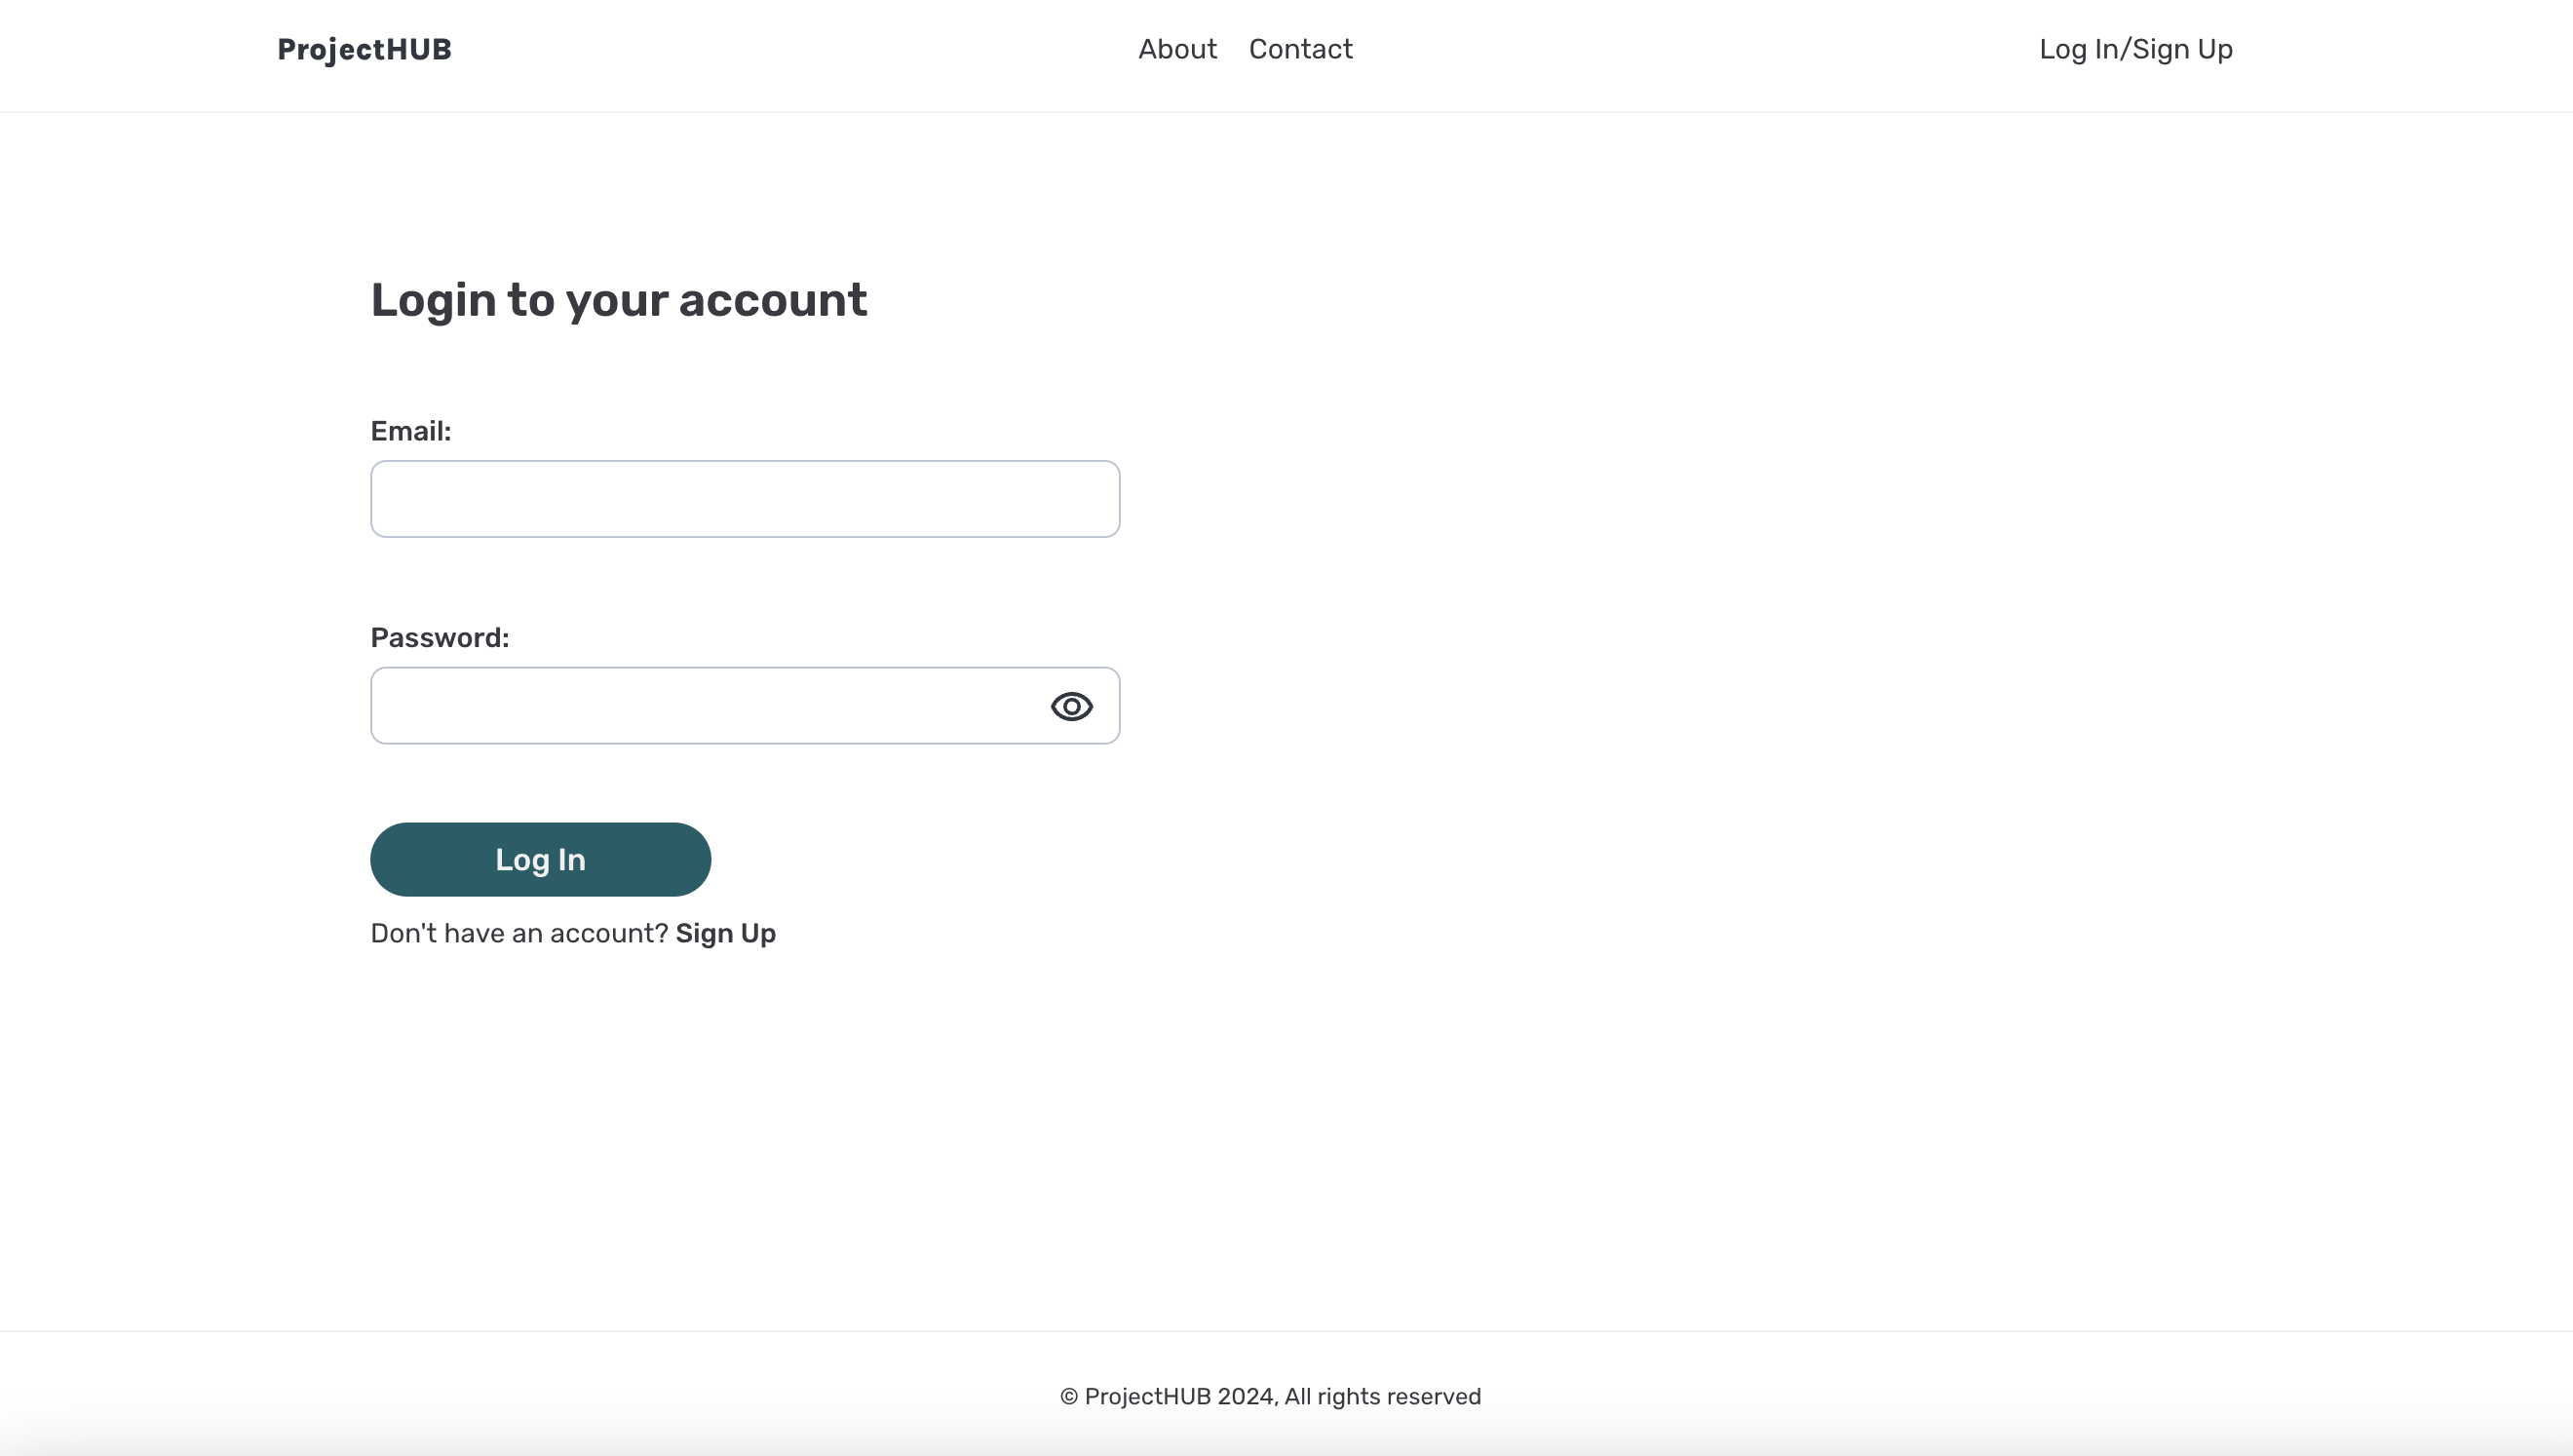 ProjectHUB
About
Contact
Log In/Sign Up
Login to your account
Email:
Password:
Log In
Don't have an account? Sign Up
© ProjectHUB 2024, All rights reserved